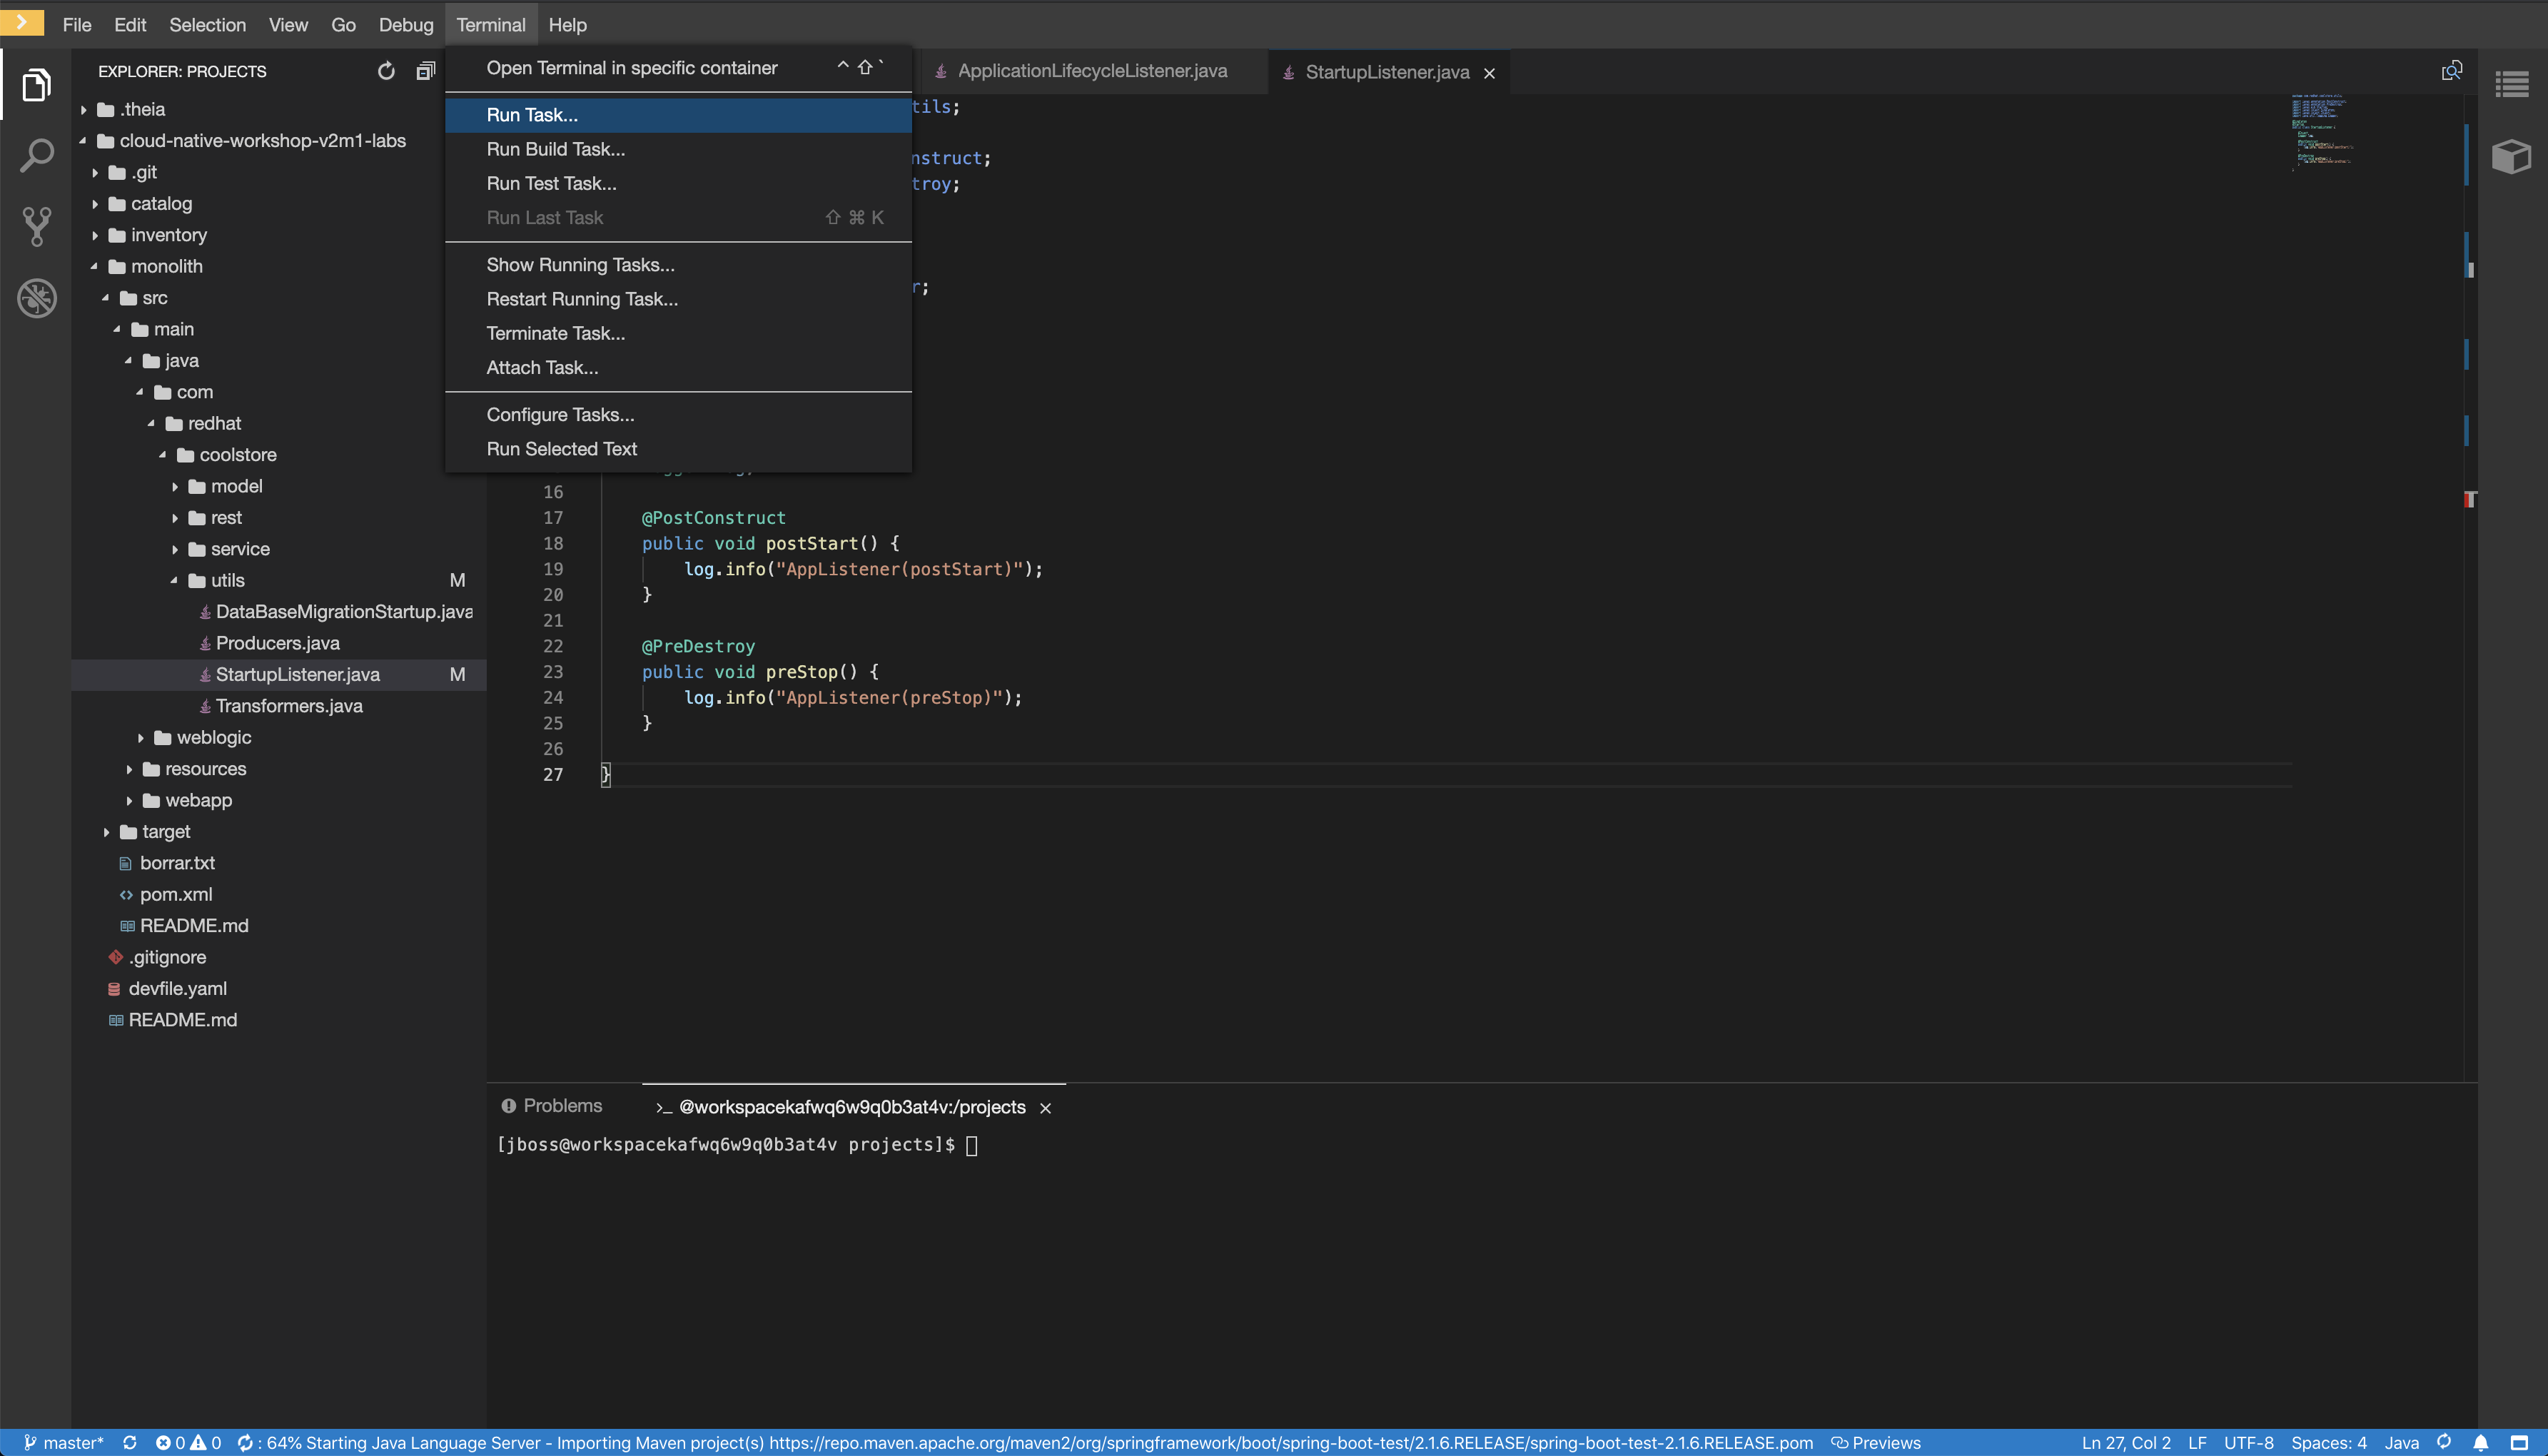 File Edit Selection View Go Debug Terminal Help
EXPLORER: PROJECTS
.theia
cloud-native-workshop-v2m1-labs
.git
catalog
inventory
monolith
src
main
java
com
redhat
coolstore
model
rest
service
utils M
DataBaseMigrationStartup.java
Producers.java
StartupListener.java M
Transformers.java
weblogic
resources
webapp
target
borrar.txt
pom.xml
README.md
.gitignore
devfile.yaml
README.md
Open Terminal in specific container ^⇧`
Run Task...
Run Build Task...
Run Test Task...
Run Last Task ⇧⌘K
Show Running Tasks...
Restart Running Task...
Terminate Task...
Attach Task...
Configure Tasks...
Run Selected Text
ApplicationLifecycleListener.java StartupListener.java
tils;
nstruct;
troy;
r;
16
17 @PostConstruct
18 public void postStart() {
19 log.info("AppListener(postStart)");
20 }
21
22 @PreDestroy
23 public void preStop() {
24 log.info("AppListener(preStop)");
25 }
26
27 }
Problems >_ @workspacekafwq6w9q0b3at4v:/projects
[jboss@workspacekafwq6w9q0b3at4v projects]$
master* 0 0 : 64% Starting Java Language Server - Importing Maven project(s) https://repo.maven.apache.org/maven2/org/springframework/boot/spring-boot-test/2.1.6.RELEASE/spring-boot-test-2.1.6.RELEASE.pom Previews Ln 27, Col 2 LF UTF-8 Spaces: 4 Java